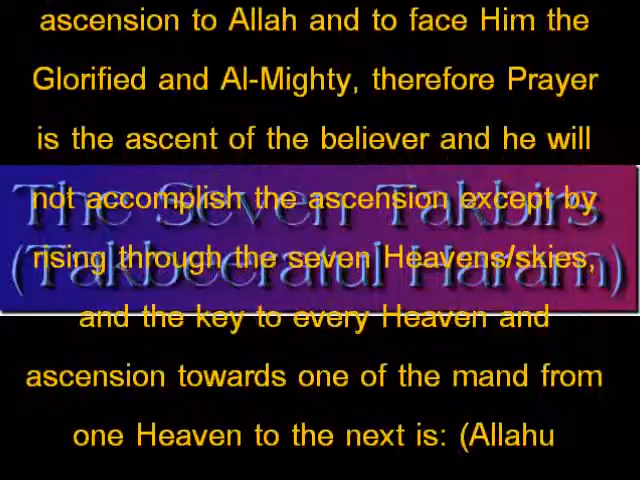 ascension to Allah and to face Him the
Glorified and Al-Mighty, therefore Prayer
is the ascent of the believer and he will
The Seven Takbirs
not accomplish the ascension except by
(Takbeeratul Haram)
rising through the seven Heavens/skies,
and the key to every Heaven and
ascension towards one of the mand from
one Heaven to the next is: (Allahu